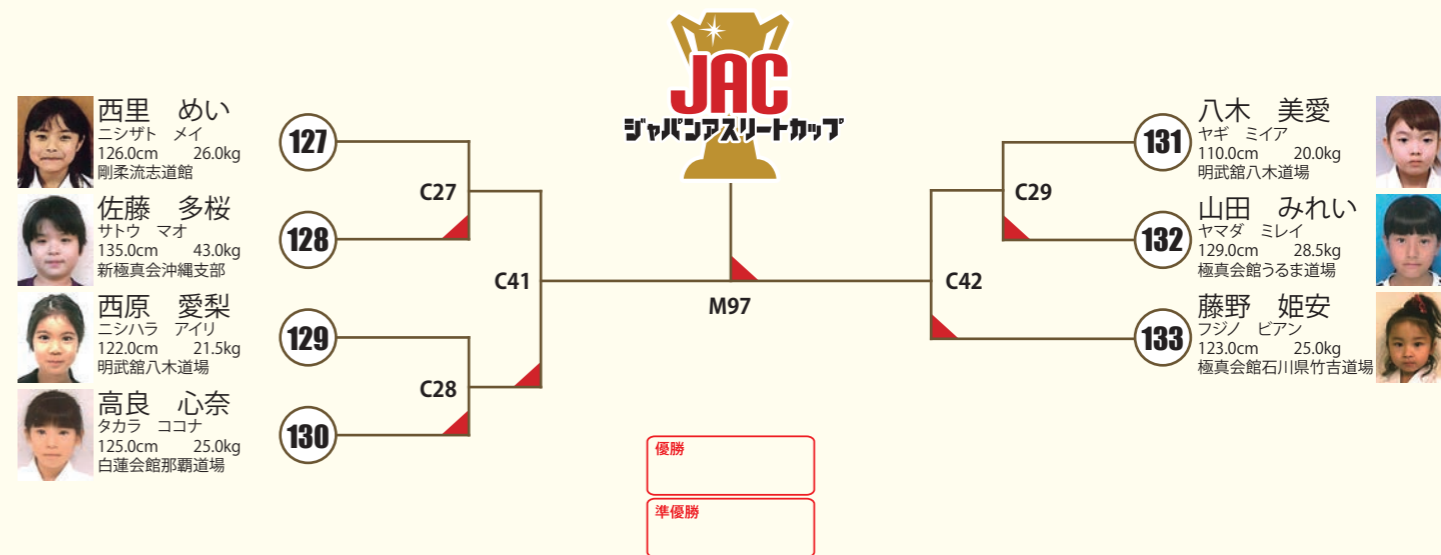 JAC
ジャパンアスリートカップ
西里　めい
ニシザト　メイ
126.0cm　26.0kg
剛柔流志道館
127
佐藤　多桜
サトウ　マオ
135.0cm　43.0kg
新極真会沖縄支部
128
C27
西原　愛梨
ニシハラ　アイリ
122.0cm　21.5kg
明武舘八木道場
129
高良　心奈
タカラ　ココナ
125.0cm　25.0kg
白蓮会館那覇道場
130
C28
C41
M97
八木　美愛
ヤギ　ミイア
110.0cm　20.0kg
明武舘八木道場
131
山田　みれい
ヤマダ　ミレイ
129.0cm　28.5kg
極真会館うるま道場
132
C29
藤野　姫安
フジノ　ビアン
123.0cm　25.0kg
極真会館石川県竹吉道場
133
C42
優勝
準優勝